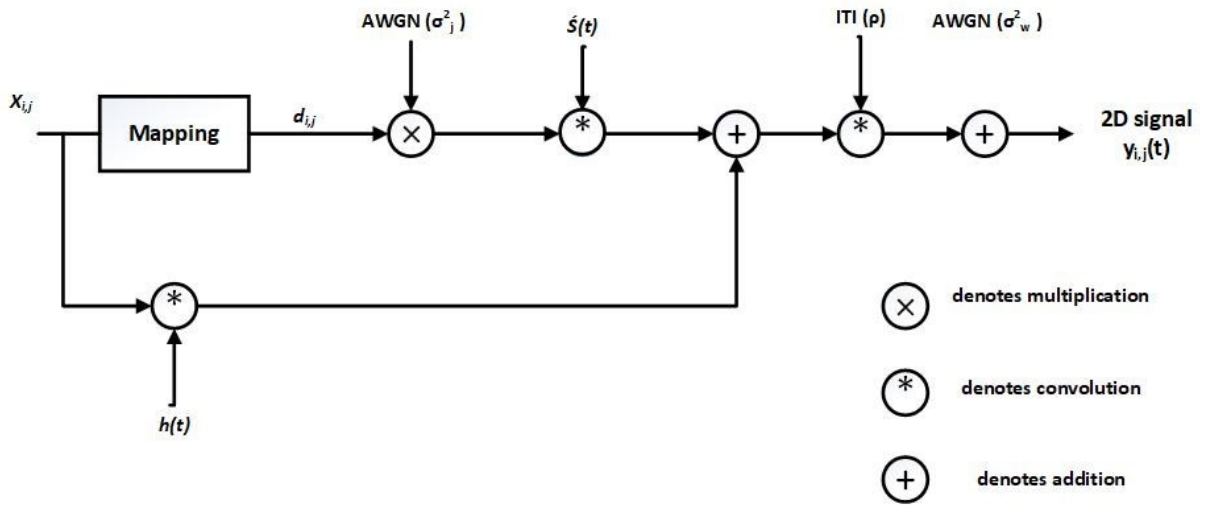 AWGN (σ²j )
Ś(t)
ITI (ρ)
AWGN (σ²w )
Xi,j
Mapping
di,j
×
*
+
*
+
2D signal
yi,j(t)
*
h(t)
× denotes multiplication
* denotes convolution
+ denotes addition